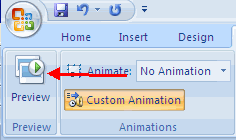 Home Insert Design
Animate: No Animation
Preview
Custom Animation
Preview Animations